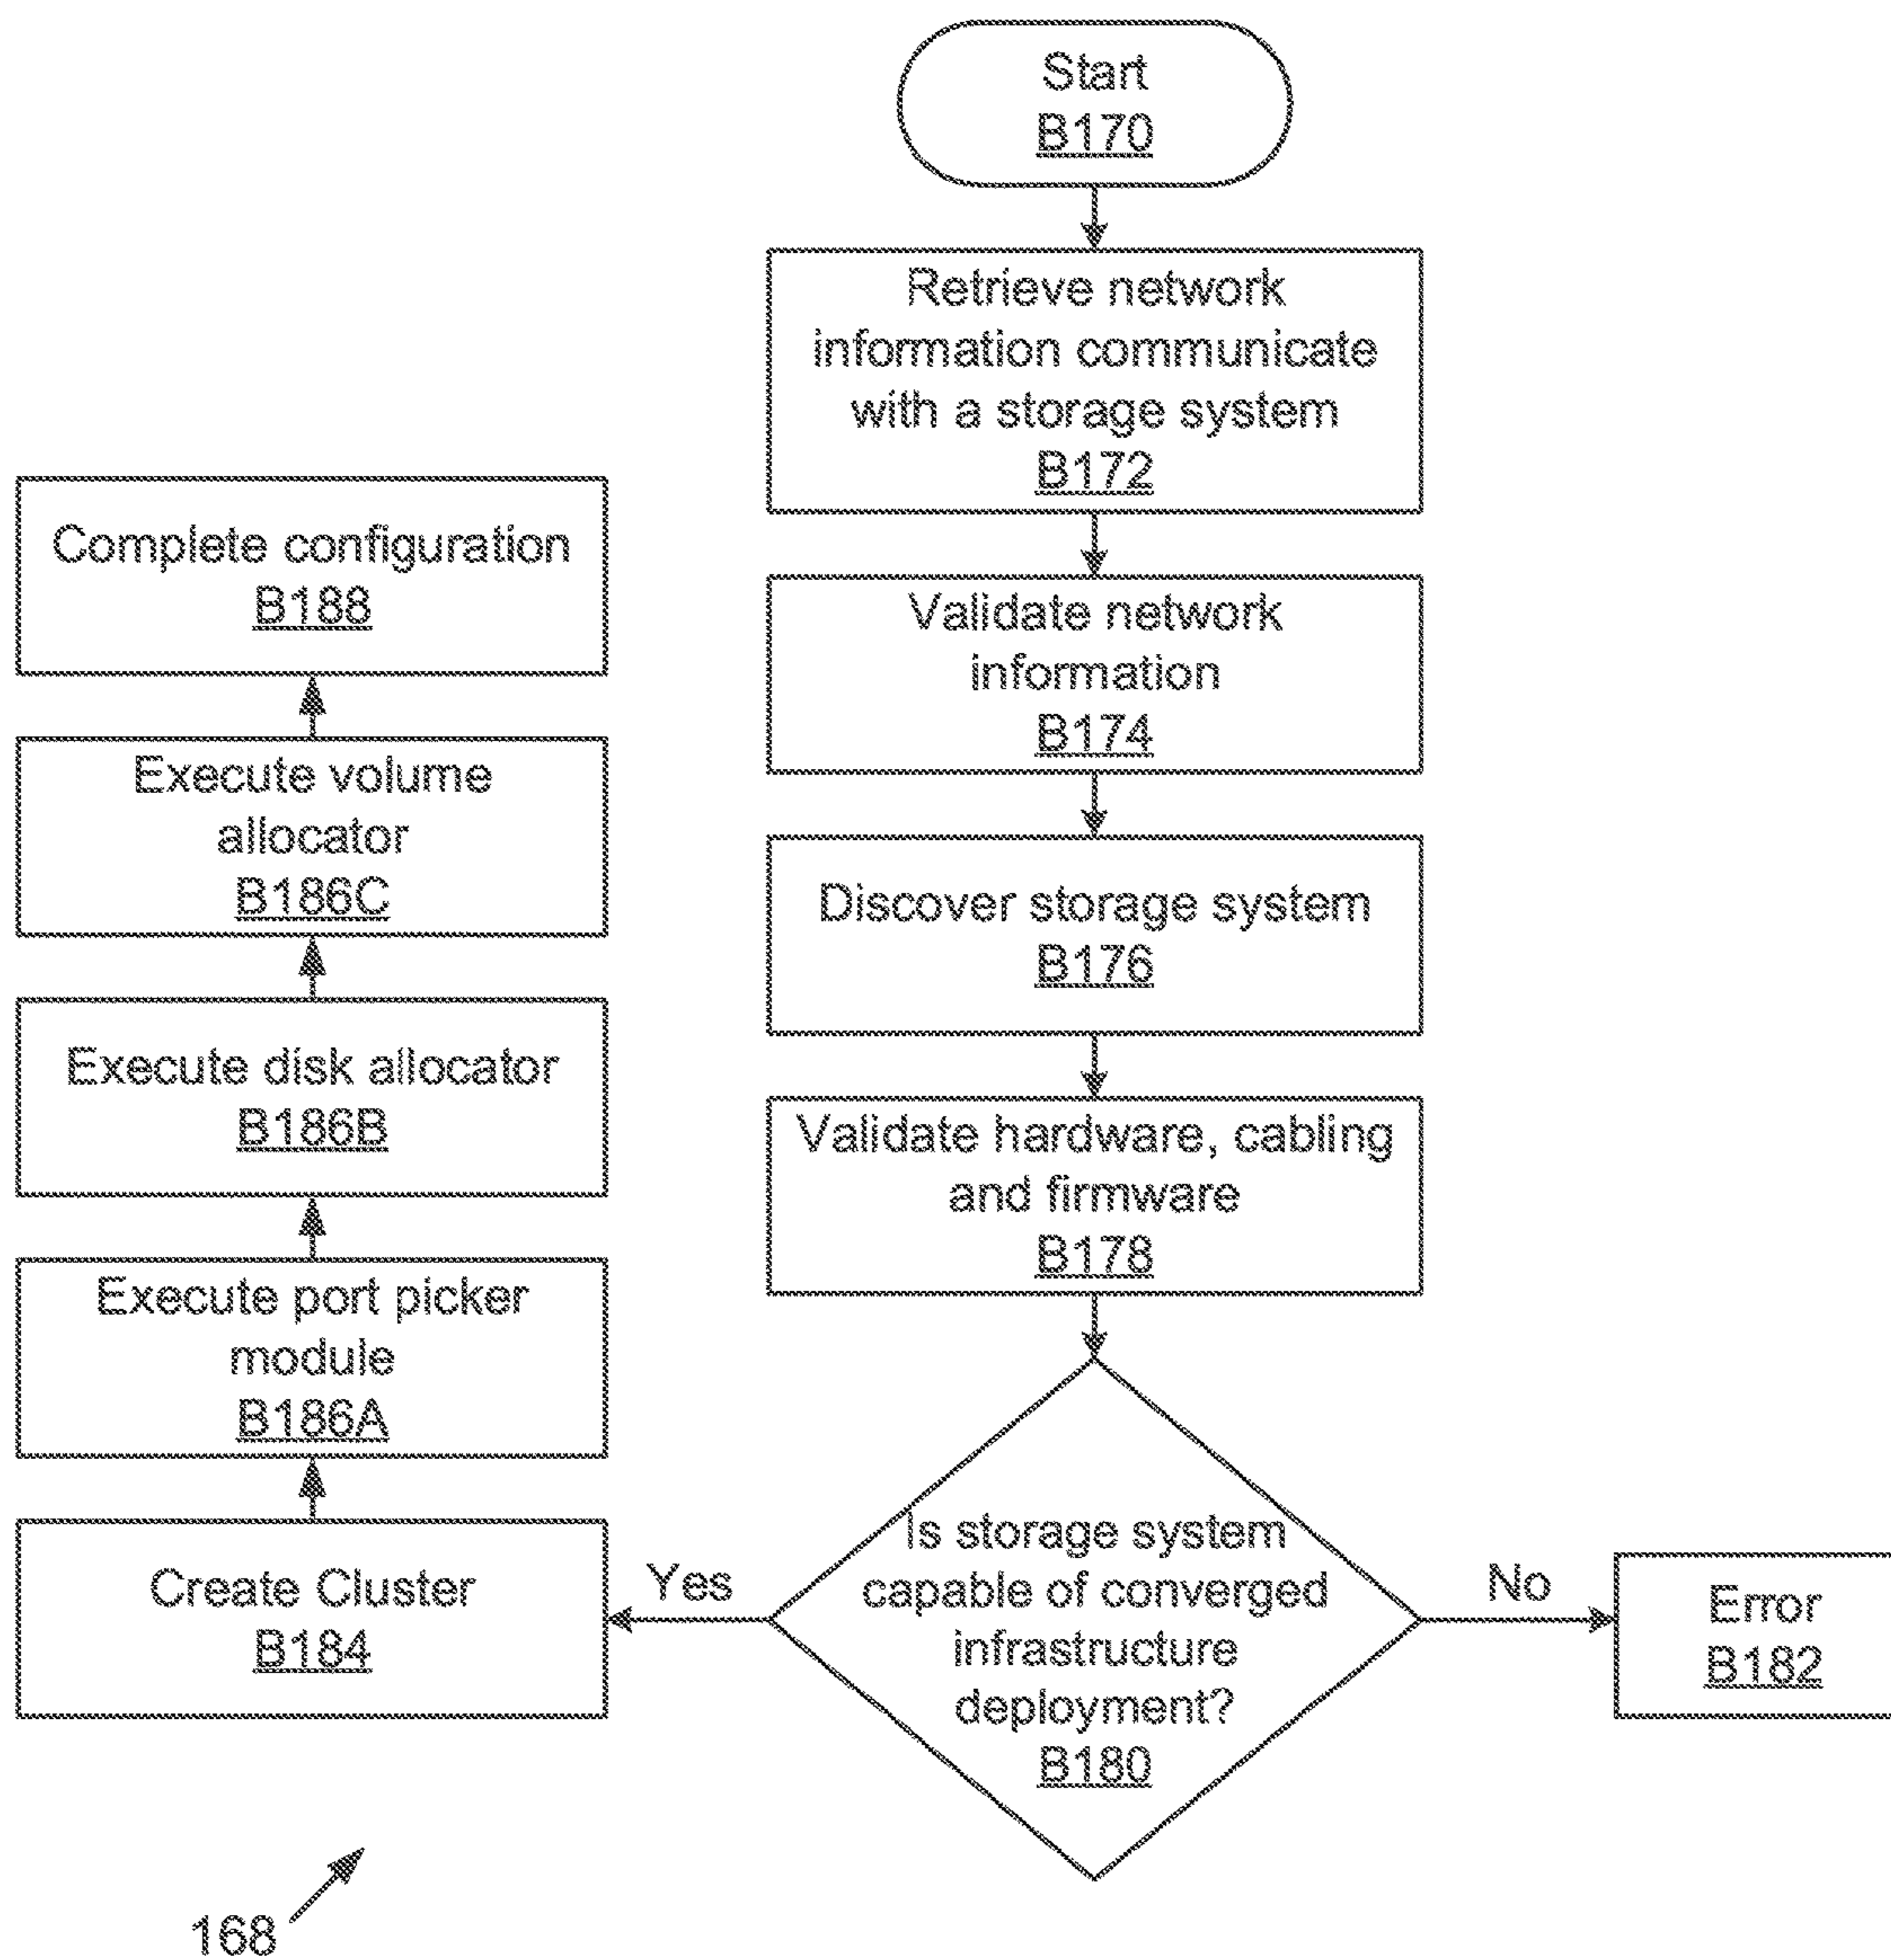 Start
B170
Retrieve network
information communicate
with a storage system
B172
Validate network
information
B174
Discover storage system
B176
Validate hardware, cabling
and firmware
B178
Is storage system
capable of converged
infrastructure
deployment?
B180
No
Error
B182
Yes
Create Cluster
B184
Execute port picker
module
B186A
Execute disk allocator
B186B
Execute volume
allocator
B186C
Complete configuration
B188
168